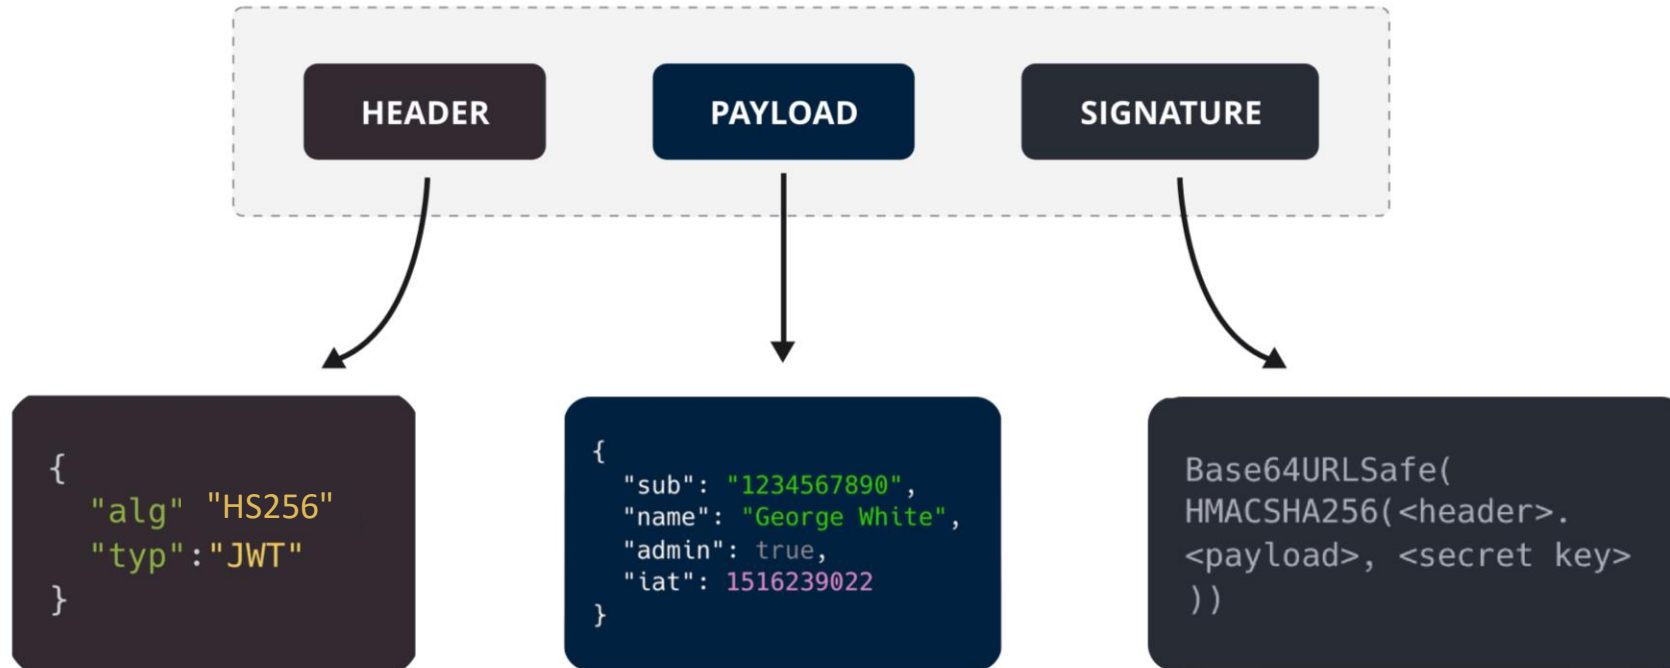 HEADER
PAYLOAD
SIGNATURE
{
"alg" "HS256"
"typ":"JWT"
}
{
"sub": "1234567890",
"name": "George White",
"admin": true,
"iat": 1516239022
}
Base64URLSafe(
HMACSHA256(<header>.
<payload>, <secret key>
))